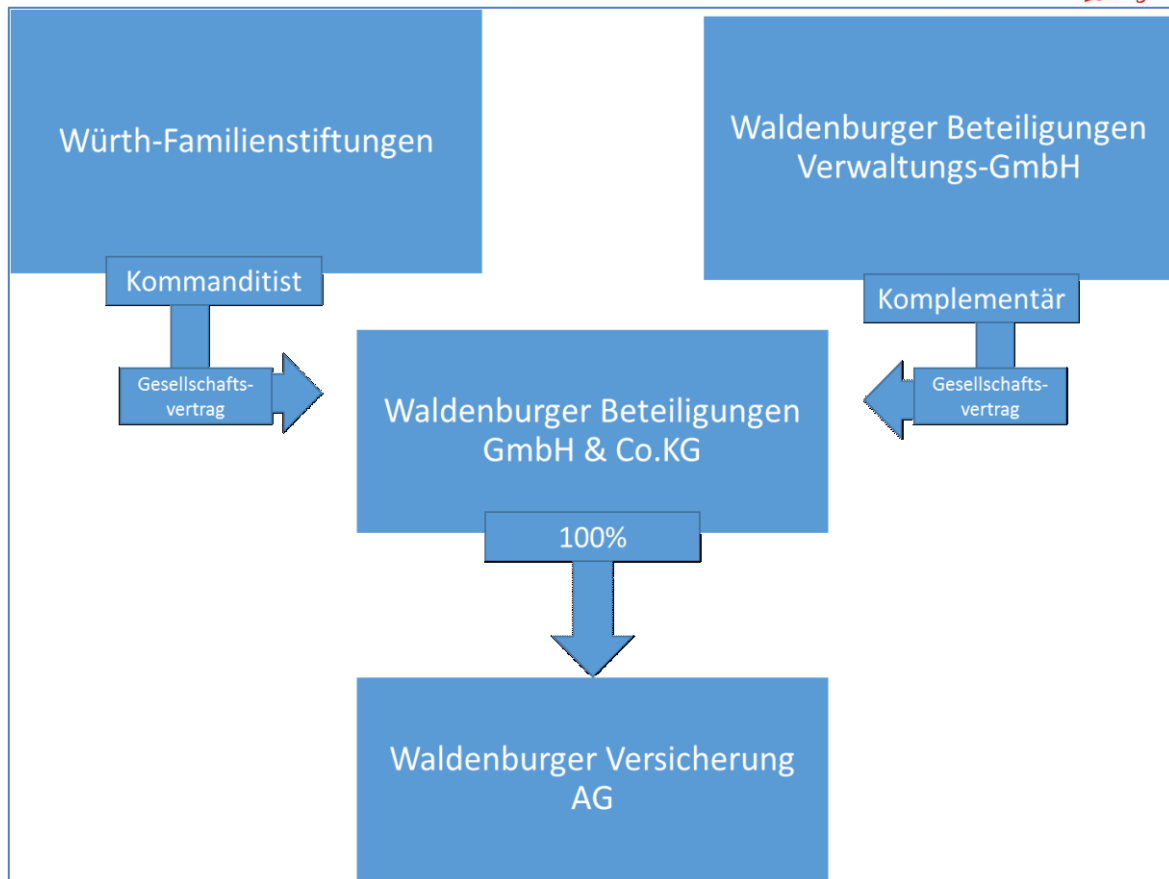 Würth-Familienstiftungen
Waldenburger Beteiligungen
Verwaltungs-GmbH
Kommanditist
Komplementär
Gesellschafts-
vertrag
Gesellschafts-
vertrag
Waldenburger Beteiligungen
GmbH & Co.KG
100%
Waldenburger Versicherung
AG